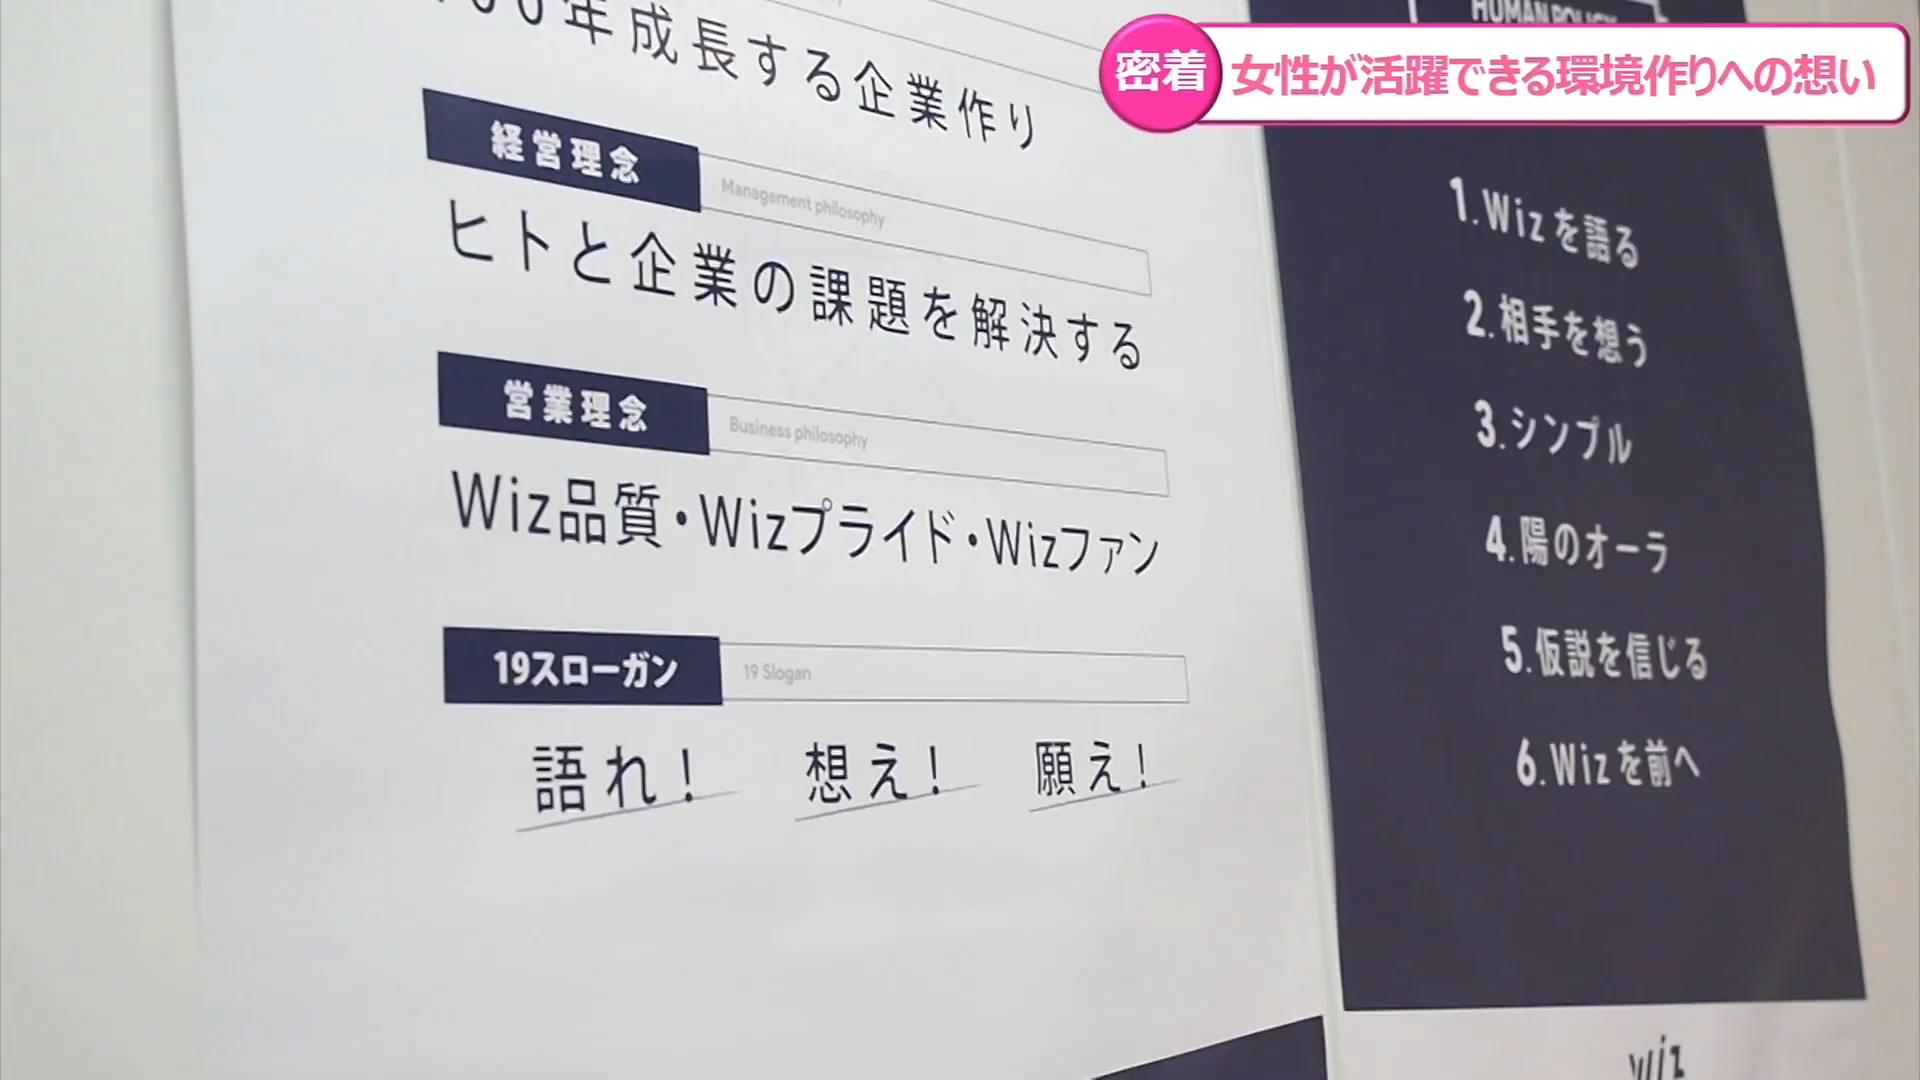 密着 女性が活躍できる環境作りへの想い
100年成長する企業作り
経営理念 Management philosophy
ヒトと企業の課題を解決する
営業理念 Business philosophy
Wiz品質・Wizプライド・Wizファン
19スローガン 19 Slogan
語れ! 想え! 願え!
HUMAN POLICY
1.Wizを語る
2.相手を想う
3.シンプル
4.陽のオーラ
5.仮説を信じる
6.Wizを前へ
wiz